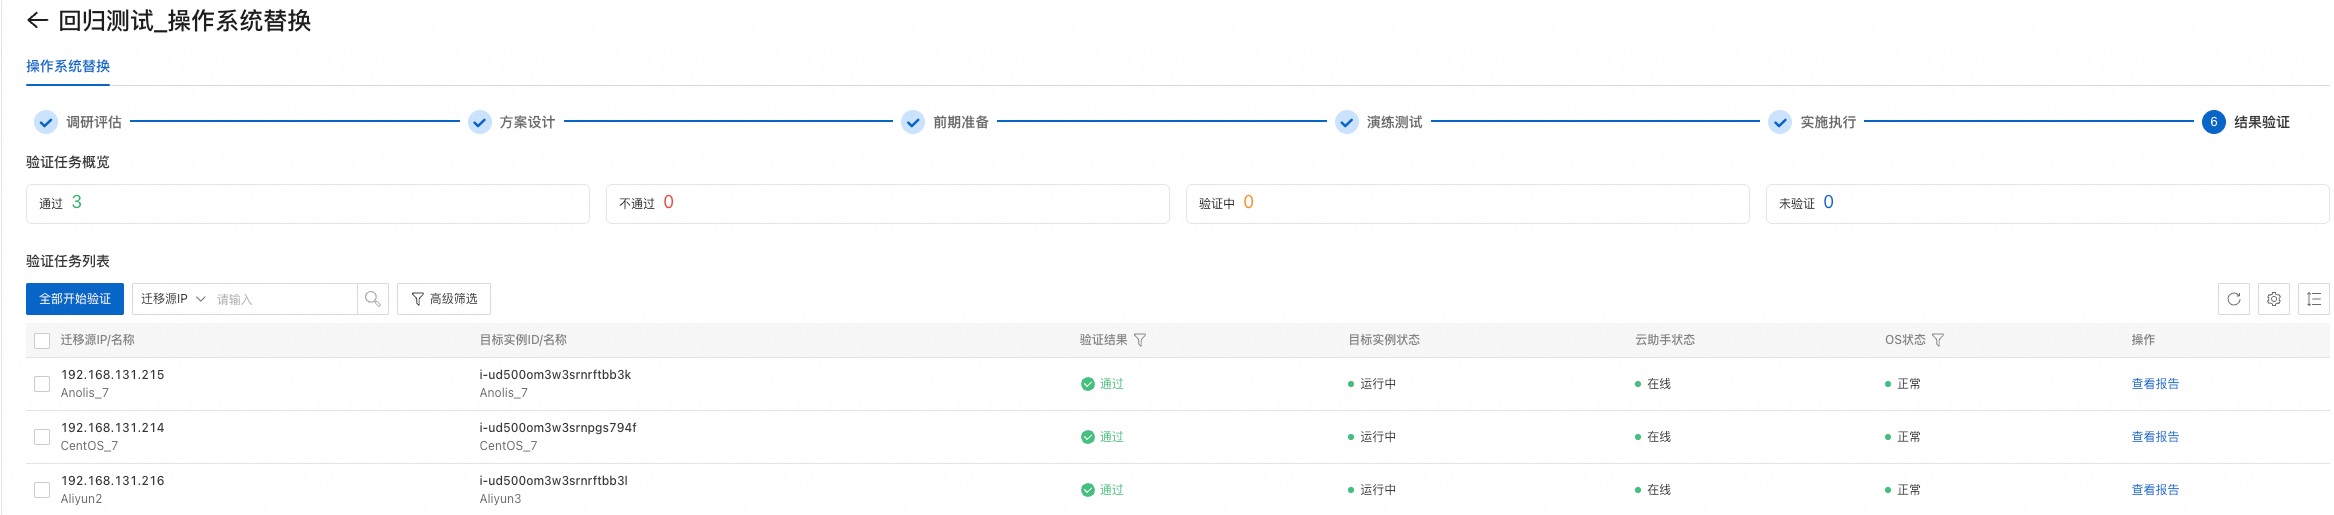 回归测试_操作系统替换
操作系统替换
调研评估 方案设计 前期准备 演练测试 实施执行 6 结果验证
验证任务概览
通过 3 不通过 0 验证中 0 未验证 0
验证任务列表
全部开始验证 迁移源IP 请输入 高级筛选
迁移源IP/名称 目标实例ID/名称 验证结果 目标实例状态 云助手状态 OS状态 操作
192.168.131.215 i-ud500om3w3srnrftbb3k 通过 运行中 在线 正常 查看报告
Anolis_7 Anolis_7
192.168.131.214 i-ud500om3w3srnpgs794f 通过 运行中 在线 正常 查看报告
CentOS_7 CentOS_7
192.168.131.216 i-ud500om3w3srnrftbb3l 通过 运行中 在线 正常 查看报告
Aliyun2 Aliyun3